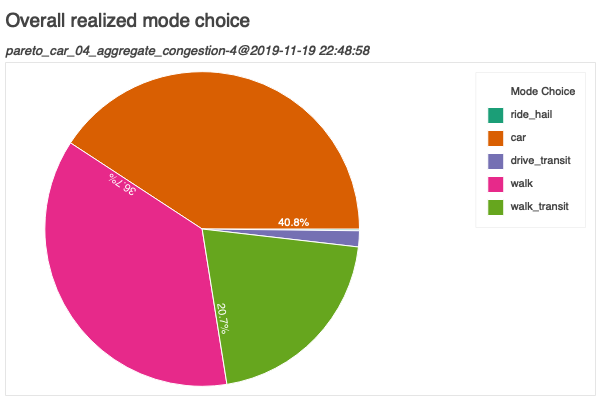 Overall realized mode choice
pareto_car_04_aggregate_congestion-4@2019-11-19 22:48:58
Mode Choice
ride_hail
car
drive_transit
walk
walk_transit
36.7%
40.8%
20.7%